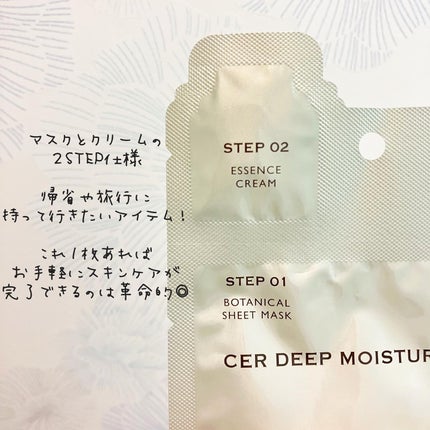 マスクとクリームの
2STEP仕様
帰省や旅行に
持って行きたいアイテム!
これ1枚あれば
お手軽にスキンケアが
完了できるのは革命的◎
STEP 02
ESSENCE
CREAM
STEP 01
BOTANICAL
SHEET MASK
CER DEEP MOISTUR